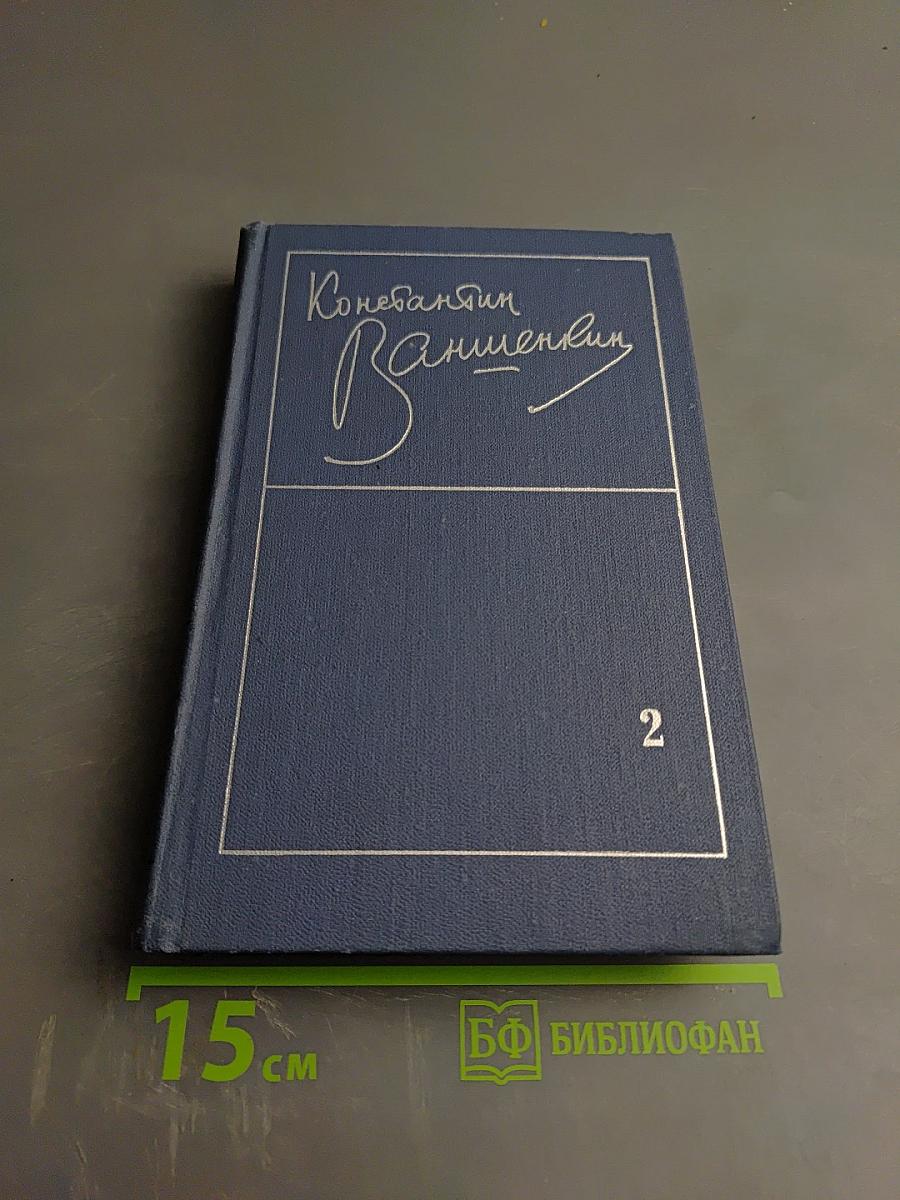 Константин
Ваншенкин
2
15 см
БФ БИБЛИОФАН